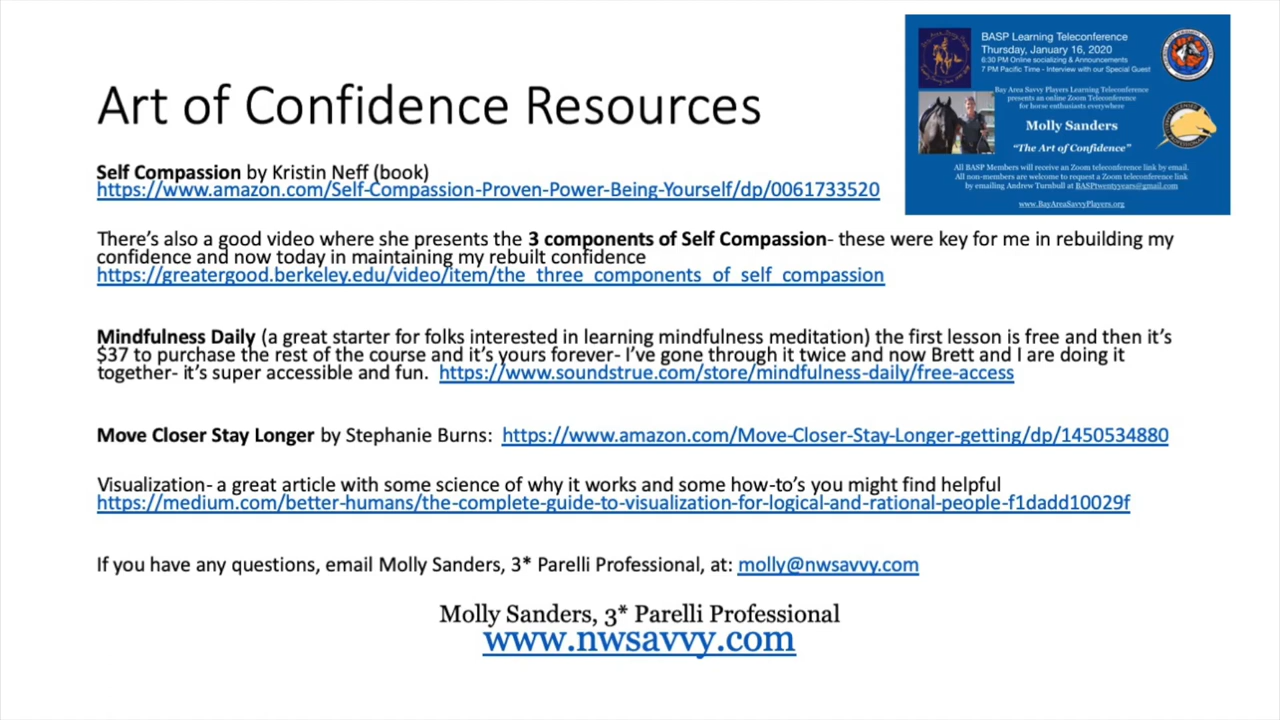 Art of Confidence Resources
BASP Learning Teleconference
Thursday, January 16, 2020
6:30 PM Online socializing & Announcements
7 PM Pacific Time - Interview with our Special Guest
Bay Area Savvy Players Learning Teleconference
presents an online Zoom Teleconference
for horse enthusiasts everywhere
Molly Sanders
“The Art of Confidence”
All BASP Members will receive an Zoom teleconference link by email.
All non-members are welcome to request a Zoom teleconference link
by emailing Andrew Turnbull at BASPtwentyyears@gmail.com
www.BayAreaSavvyPlayers.org
Self Compassion by Kristin Neff (book)
https://www.amazon.com/Self-Compassion-Proven-Power-Being-Yourself/dp/0061733520
There’s also a good video where she presents the 3 components of Self Compassion- these were key for me in rebuilding my
confidence and now today in maintaining my rebuilt confidence
https://greatergood.berkeley.edu/video/item/the_three_components_of_self_compassion
Mindfulness Daily (a great starter for folks interested in learning mindfulness meditation) the first lesson is free and then it’s
$37 to purchase the rest of the course and it’s yours forever- I’ve gone through it twice and now Brett and I are doing it
together- it’s super accessible and fun. https://www.soundstrue.com/store/mindfulness-daily/free-access
Move Closer Stay Longer by Stephanie Burns: https://www.amazon.com/Move-Closer-Stay-Longer-getting/dp/1450534880
Visualization- a great article with some science of why it works and some how-to’s you might find helpful
https://medium.com/better-humans/the-complete-guide-to-visualization-for-logical-and-rational-people-f1dadd10029f
If you have any questions, email Molly Sanders, 3* Parelli Professional, at: molly@nwsavvy.com
Molly Sanders, 3* Parelli Professional
www.nwsavvy.com